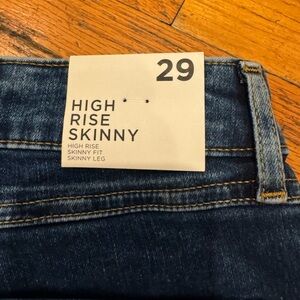 29
HIGH
RISE
SKINNY
HIGH RISE
SKINNY FIT
SKINNY LEG